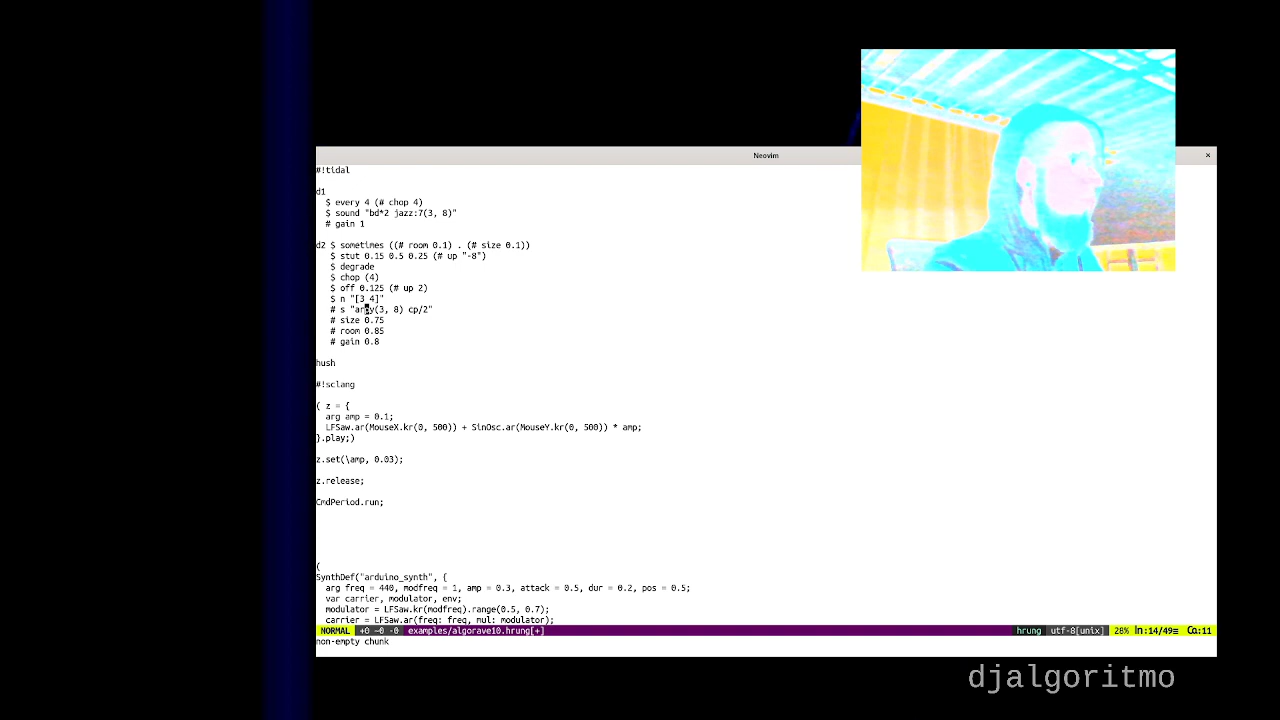 Neovim
#!tidal
d1
$ every 4 (# chop 4)
$ sound "bd*2 jazz:7(3, 8)"
# gain 1
d2 $ sometimes ((# room 0.1) . (# size 0.1))
$ stut 0.15 0.5 0.25 (# up "-8")
$ degrade
$ chop (4)
$ off 0.125 (# up 2)
$ n "[3 4]"
# s "arpy(3, 8) cp/2"
# size 0.75
# room 0.85
# gain 0.8
hush
#!sclang
( z = {
arg amp = 0.1;
LFSaw.ar(MouseX.kr(0, 500)) + SinOsc.ar(MouseY.kr(0, 500)) * amp;
}.play;)
z.set(\amp, 0.03);
z.release;
CmdPeriod.run;
(
SynthDef("arduino_synth", {
arg freq = 440, modfreq = 1, amp = 0.3, attack = 0.5, dur = 0.2, pos = 0.5;
var carrier, modulator, env;
modulator = LFSaw.kr(modfreq).range(0.5, 0.7);
carrier = LFSaw.ar(freq: freq, mul: modulator);
NORMAL +0 ~0 -0 examples/algorave10.hrung[+] hrung utf-8[unix] 28% ln:14/49≡ ㏇:11
non-empty chunk
djalgoritmo